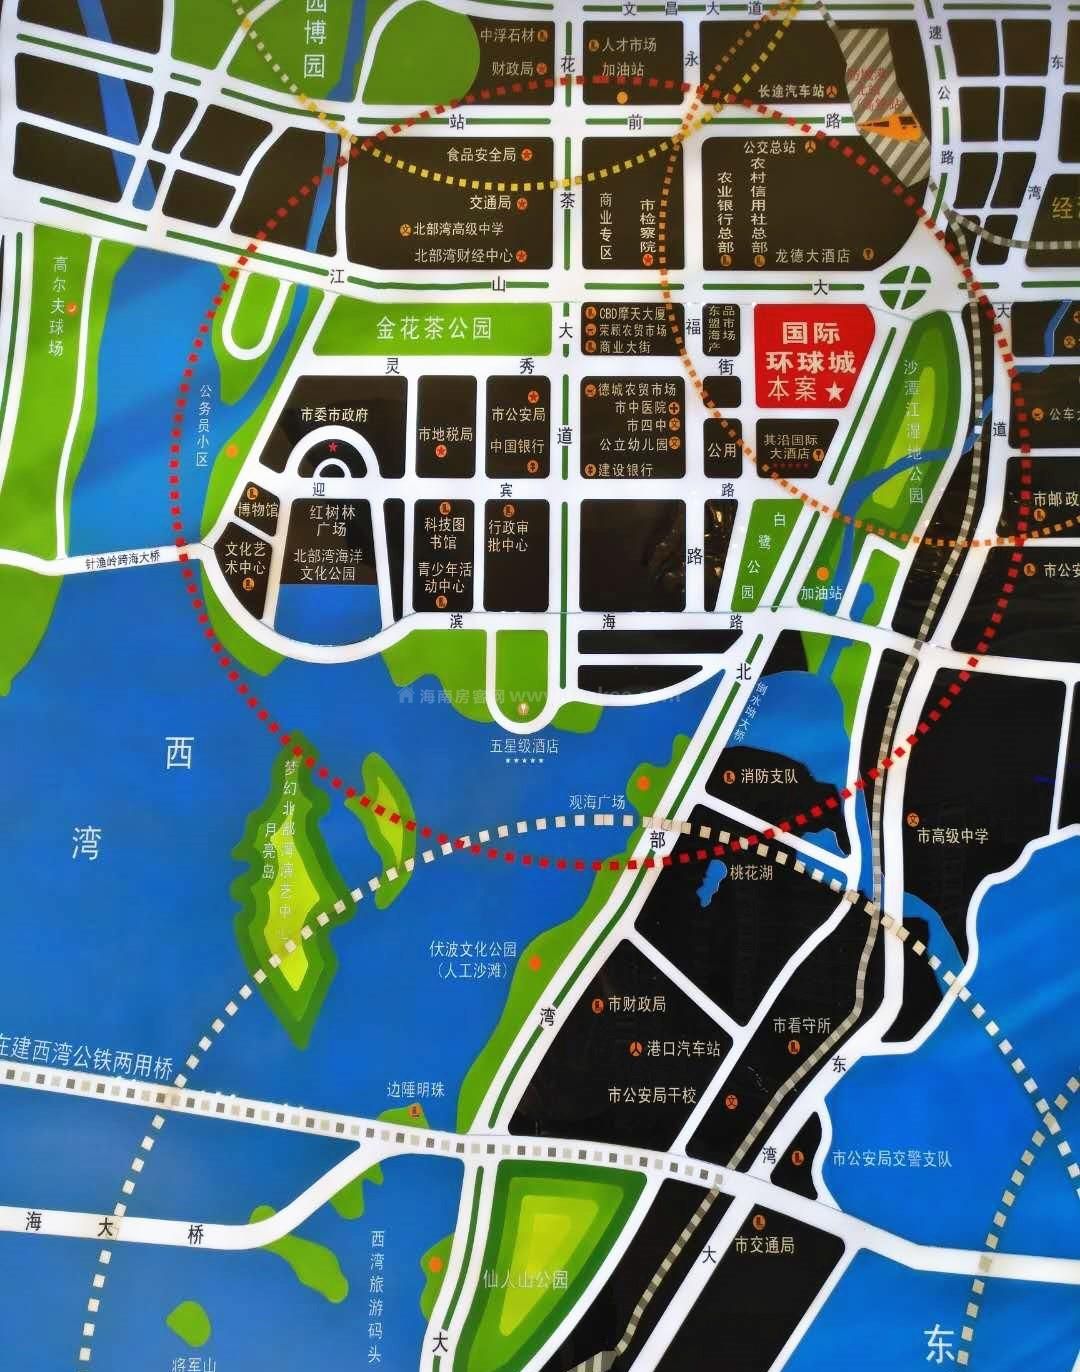 文昌大道
园博园
中浮石材
财政局
花
人才市场
加油站
永
长途汽车站
速公路
东
站前路
食品安全局
交通局
北部湾高级中学
北部湾财经中心
茶
商业专区
市检察院
公交总站
农业银行总部
农村信用社总部
龙德大酒店
湾
高尔夫球场
江山大
大
道
金花茶公园
大
CBD摩天大厦
荣顾农贸市场
商业大街
福
东盟海产
品市场
国际
环球城
本案★
灵秀街
沙潭江湿地公园
公务员小区
市委市政府
市地税局
市公安局
中国银行
道
德城农贸市场
市中医院
市四中
公立幼儿园
建设银行
公用
其沿国际
大酒店
★★★★★
公车
迎宾路
博物馆
文化艺
术中心
红树林
广场
北部湾海洋
文化公园
科技图
书馆
青少年活
动中心
行政审
批中心
路
白鹭公园
市邮政
市公安
针渔岭跨海大桥
加油站
滨海路
北
倒水坳大桥
海南房客网
五星级酒店
★★★★★
西
湾
梦幻北部湾演艺中心
月亮岛
观海广场
消防支队
部
桃花湖
市高级中学
伏波文化公园
(人工沙滩)
湾
市财政局
港口汽车站
市公安局干校
市看守所
东
在建西湾公铁两用桥
边陲明珠
湾
市公安局交警支队
海大桥
西湾旅游码头
仙人山公园
大
市交通局
大
将军山
东